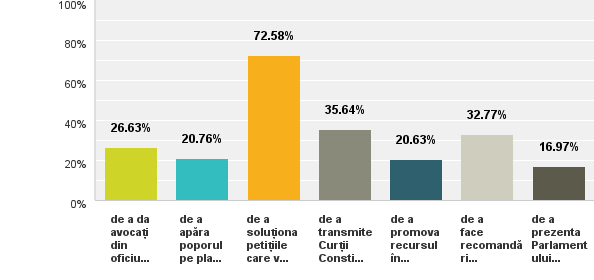 100%
80%
60%
40%
20%
0%
26.63%
20.76%
72.58%
35.64%
20.63%
32.77%
16.97%
de a da
avocați
din
oficiu...
de a
apăra
poporul
pe pla...
de a
soluționa
petițiile
care v...
de a
transmite
Curții
Consti...
de a
promova
recursul
în...
de a
face
recomandă
ri...
de a
prezenta
Parlament
ului...